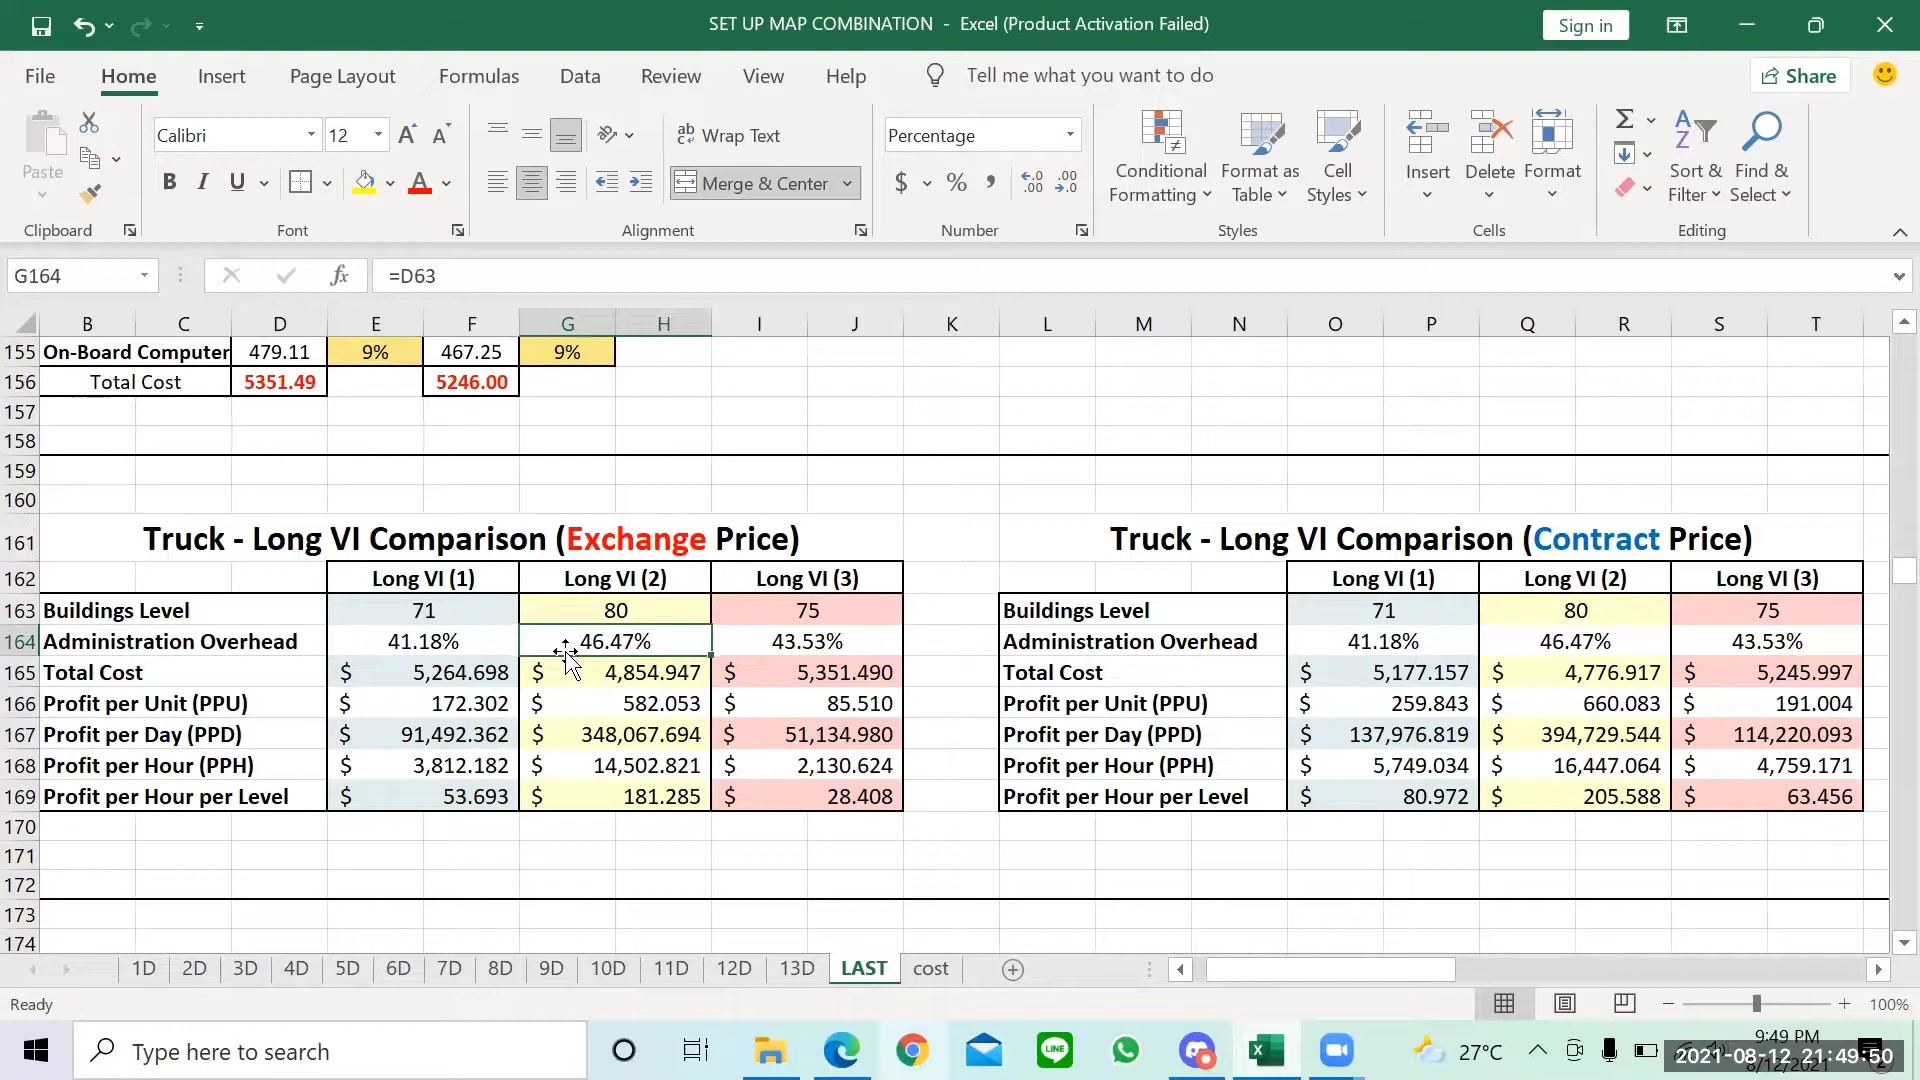 SET UP MAP COMBINATION - Excel (Product Activation Failed)
Sign in
File Home Insert Page Layout Formulas Data Review View Help Tell me what you want to do
Share
Paste
Calibri 12
Wrap Text
Percentage
B I U
Merge & Center
$ % ,
Conditional Formatting
Format as Table
Cell Styles
Insert Delete Format
Sort & Filter
Find & Select
Clipboard Font Alignment Number Styles Cells Editing
G164 fx =D63
B C D E F G H I J K L M N O P Q R S T
155 On-Board Computer 479.11 9% 467.25 9%
156 Total Cost 5351.49 5246.00
157
158
159
160
161 Truck - Long VI Comparison (Exchange Price) Truck - Long VI Comparison (Contract Price)
162 Long VI (1) Long VI (2) Long VI (3) Long VI (1) Long VI (2) Long VI (3)
163 Buildings Level 71 80 75 Buildings Level 71 80 75
164 Administration Overhead 41.18% 46.47% 43.53% Administration Overhead 41.18% 46.47% 43.53%
165 Total Cost $ 5,264.698 $ 4,854.947 $ 5,351.490 Total Cost $ 5,177.157 $ 4,776.917 $ 5,245.997
166 Profit per Unit (PPU) $ 172.302 $ 582.053 $ 85.510 Profit per Unit (PPU) $ 259.843 $ 660.083 $ 191.004
167 Profit per Day (PPD) $ 91,492.362 $ 348,067.694 $ 51,134.980 Profit per Day (PPD) $ 137,976.819 $ 394,729.544 $ 114,220.093
168 Profit per Hour (PPH) $ 3,812.182 $ 14,502.821 $ 2,130.624 Profit per Hour (PPH) $ 5,749.034 $ 16,447.064 $ 4,759.171
169 Profit per Hour per Level $ 53.693 $ 181.285 $ 28.408 Profit per Hour per Level $ 80.972 $ 205.588 $ 63.456
170
171
172
173
174
1D 2D 3D 4D 5D 6D 7D 8D 9D 10D 11D 12D 13D LAST cost
Ready
100%
Type here to search
LINE
27°C
9:49 PM
2021-08-12 21:49:50